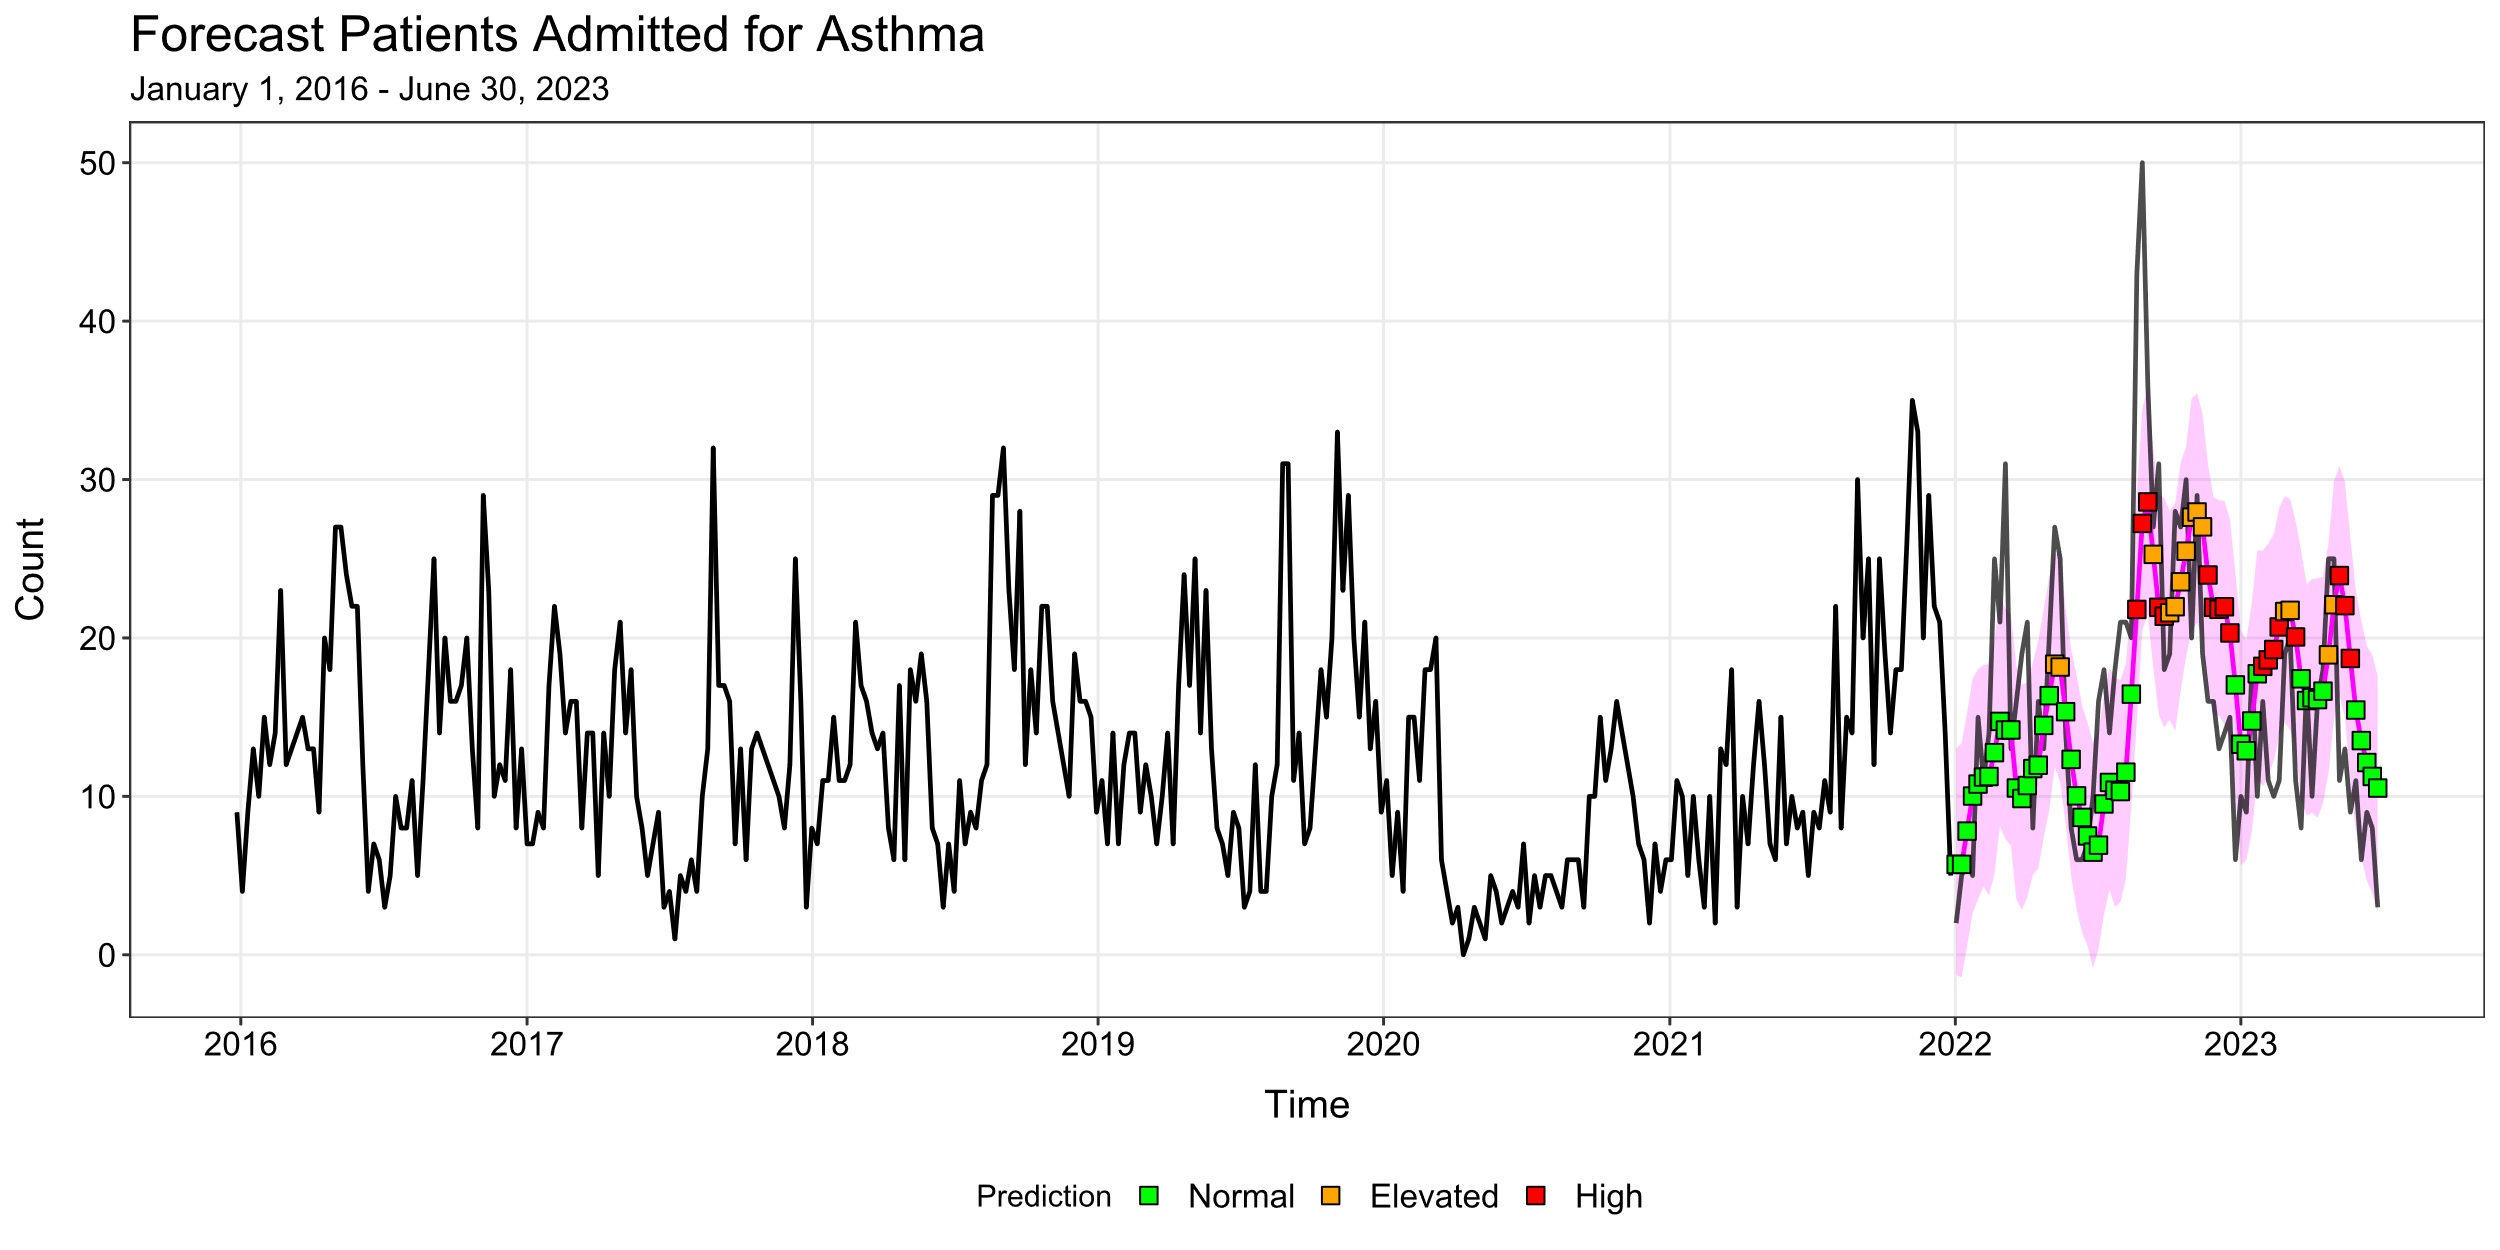 Forecast Patients Admitted for Asthma
January 1, 2016 - June 30, 2023
50
40
30
20
10
0
Count
2016 2017 2018 2019 2020 2021 2022 2023
Time
Prediction Normal Elevated High